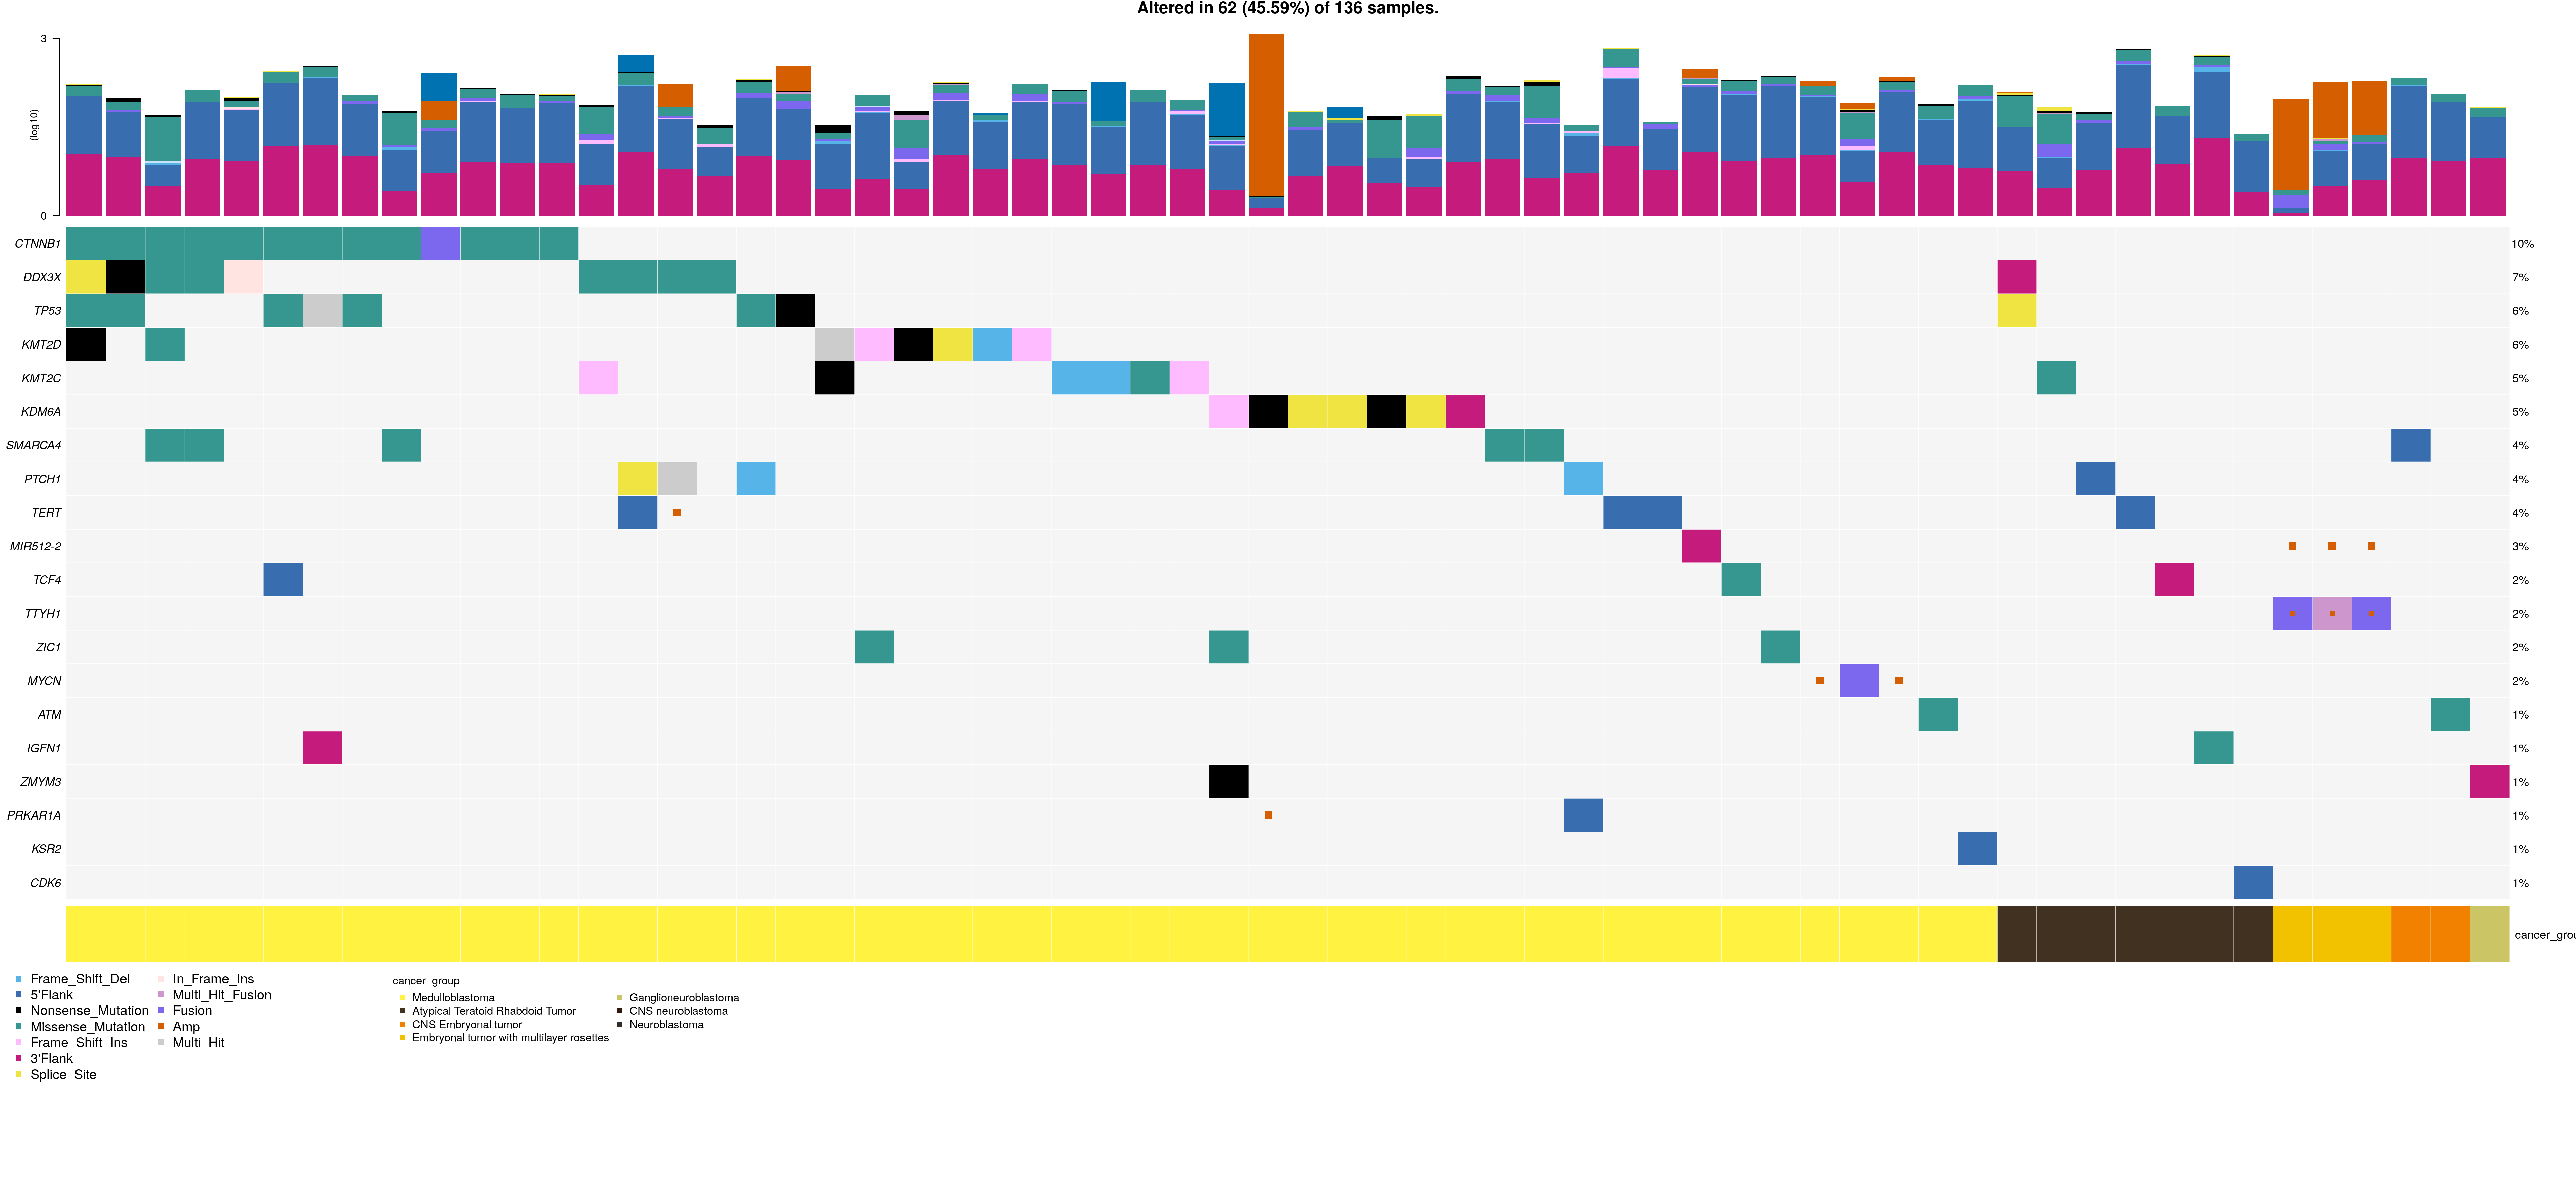 Altered in 62 (45.59%) of 136 samples.
3
(log10)
0
CTNNB1 10%
DDX3X 7%
TP53 6%
KMT2D 6%
KMT2C 5%
KDM6A 5%
SMARCA4 4%
PTCH1 4%
TERT 4%
MIR512-2 3%
TCF4 2%
TTYH1 2%
ZIC1 2%
MYCN 2%
ATM 1%
IGFN1 1%
ZMYM3 1%
PRKAR1A 1%
KSR2 1%
CDK6 1%
cancer_grou
Frame_Shift_Del
5'Flank
Nonsense_Mutation
Missense_Mutation
Frame_Shift_Ins
3'Flank
Splice_Site
In_Frame_Ins
Multi_Hit_Fusion
Fusion
Amp
Multi_Hit
cancer_group
Medulloblastoma
Atypical Teratoid Rhabdoid Tumor
CNS Embryonal tumor
Embryonal tumor with multilayer rosettes
Ganglioneuroblastoma
CNS neuroblastoma
Neuroblastoma